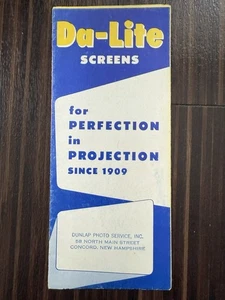 Da-Lite
SCREENS
for
PERFECTION
in
PROJECTION
SINCE 1909
DUNLAP PHOTO SERVICE, INC.
58 NORTH MAIN STREET
CONCORD, NEW HAMPSHIRE